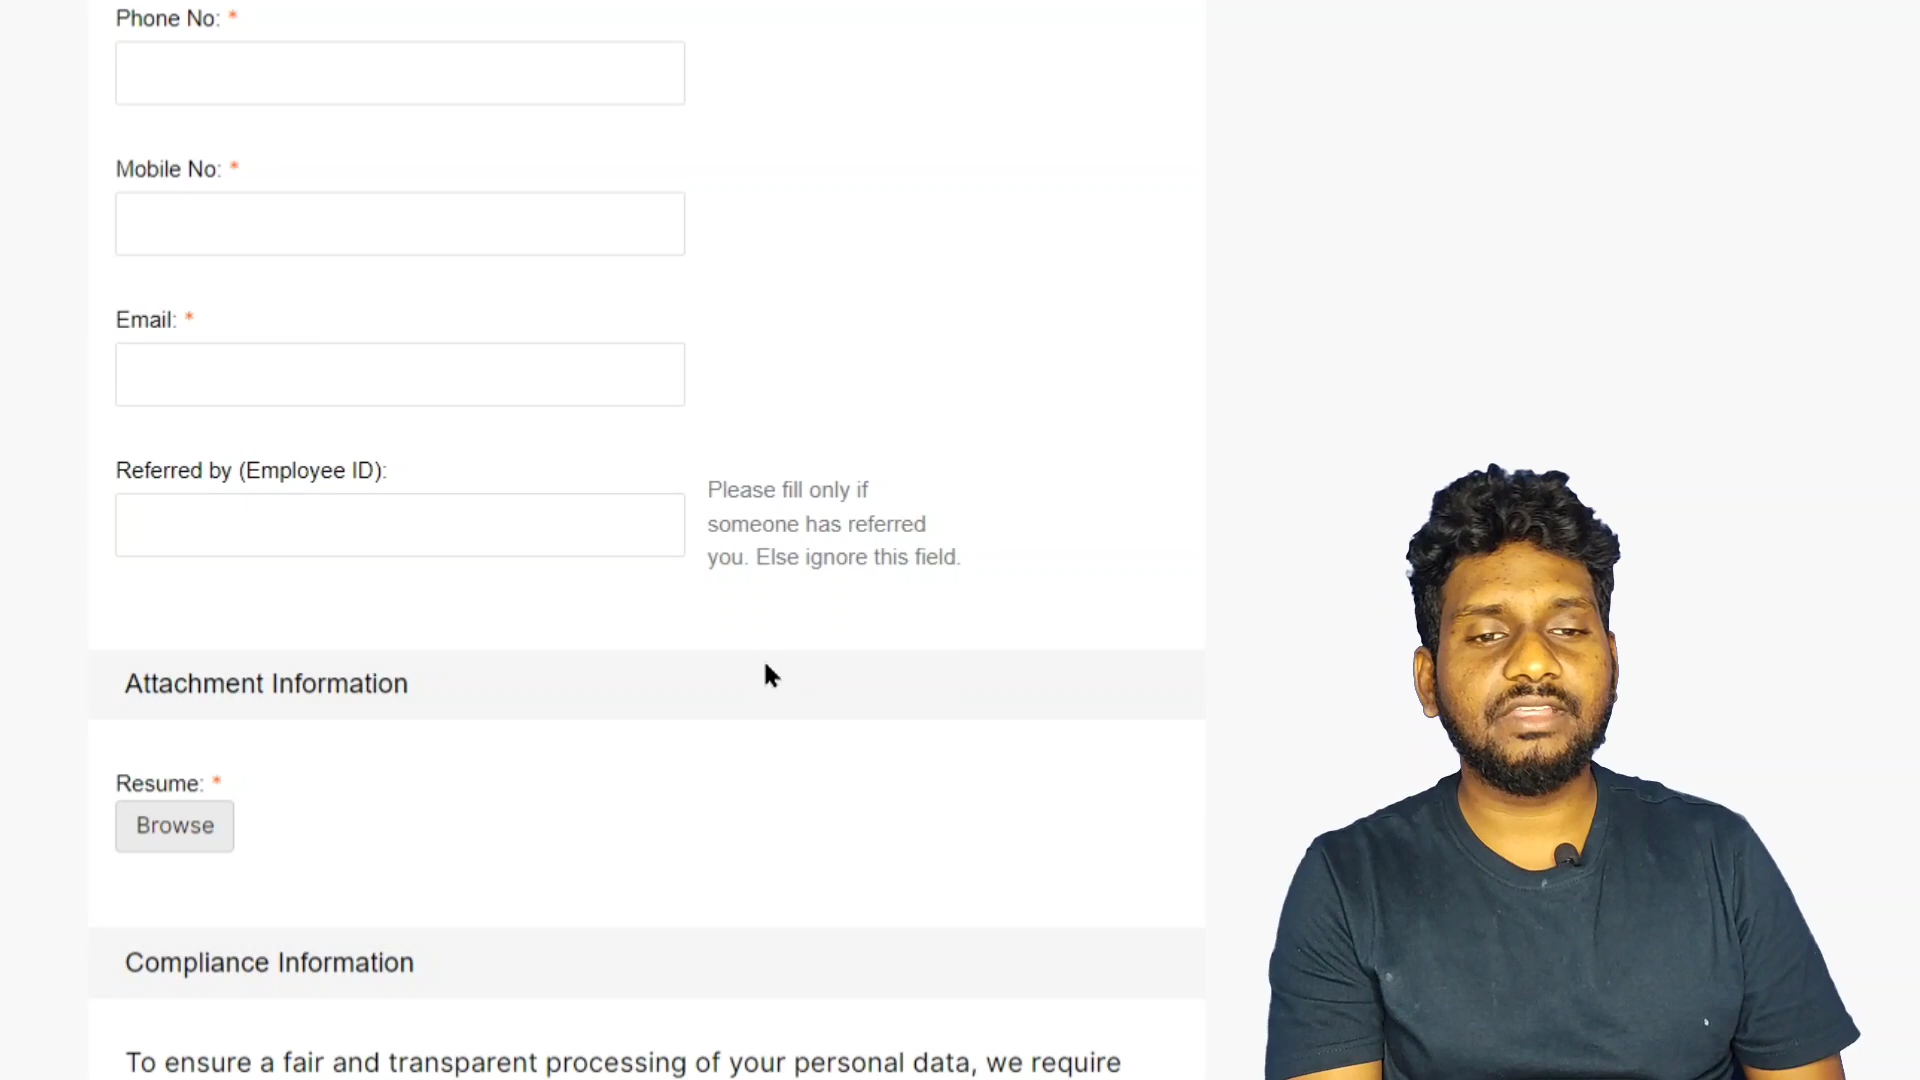 Phone No: *
Mobile No: *
Email: *
Referred by (Employee ID):
Please fill only if
someone has referred
you. Else ignore this field.
Attachment Information
Resume: *
Browse
Compliance Information
To ensure a fair and transparent processing of your personal data, we require